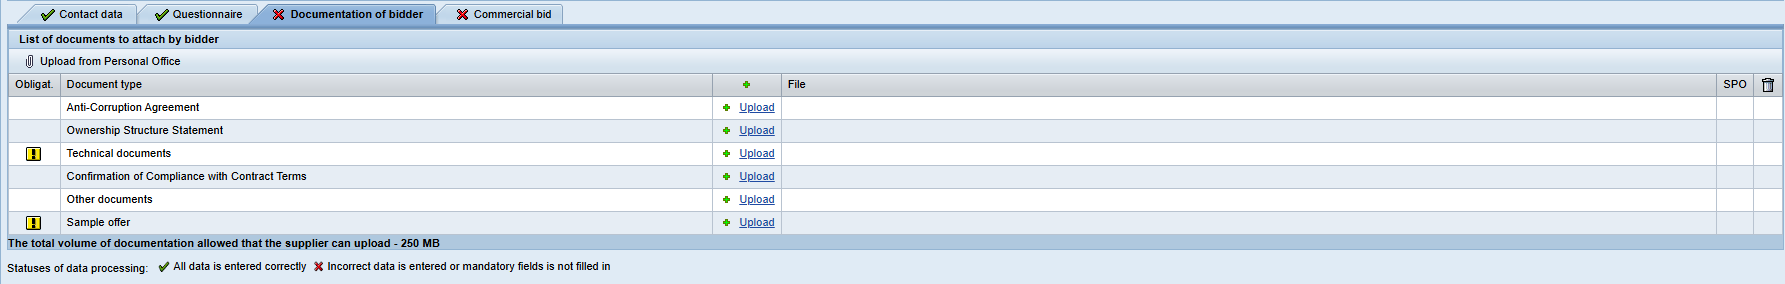 Contact data Questionnaire Documentation of bidder Commercial bid
List of documents to attach by bidder
Upload from Personal Office
Obligat. Document type File SPO
Anti-Corruption Agreement Upload
Ownership Structure Statement Upload
Technical documents Upload
Confirmation of Compliance with Contract Terms Upload
Other documents Upload
Sample offer Upload
The total volume of documentation allowed that the supplier can upload - 250 MB
Statuses of data processing: All data is entered correctly Incorrect data is entered or mandatory fields is not filled in